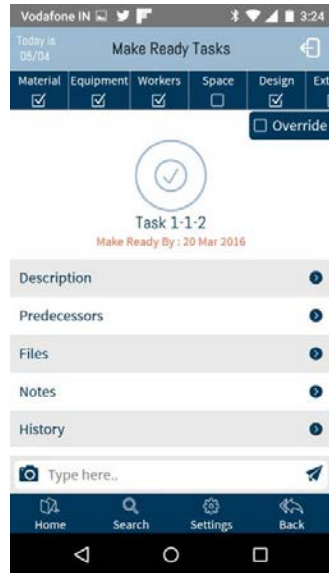 Vodafone IN 3:24
Today is
05/04
Make Ready Tasks
Material Equipment Workers Space Design Ext
Override
Task 1-1-2
Make Ready By : 20 Mar 2016
Description
Predecessors
Files
Notes
History
Type here..
Home Search Settings Back